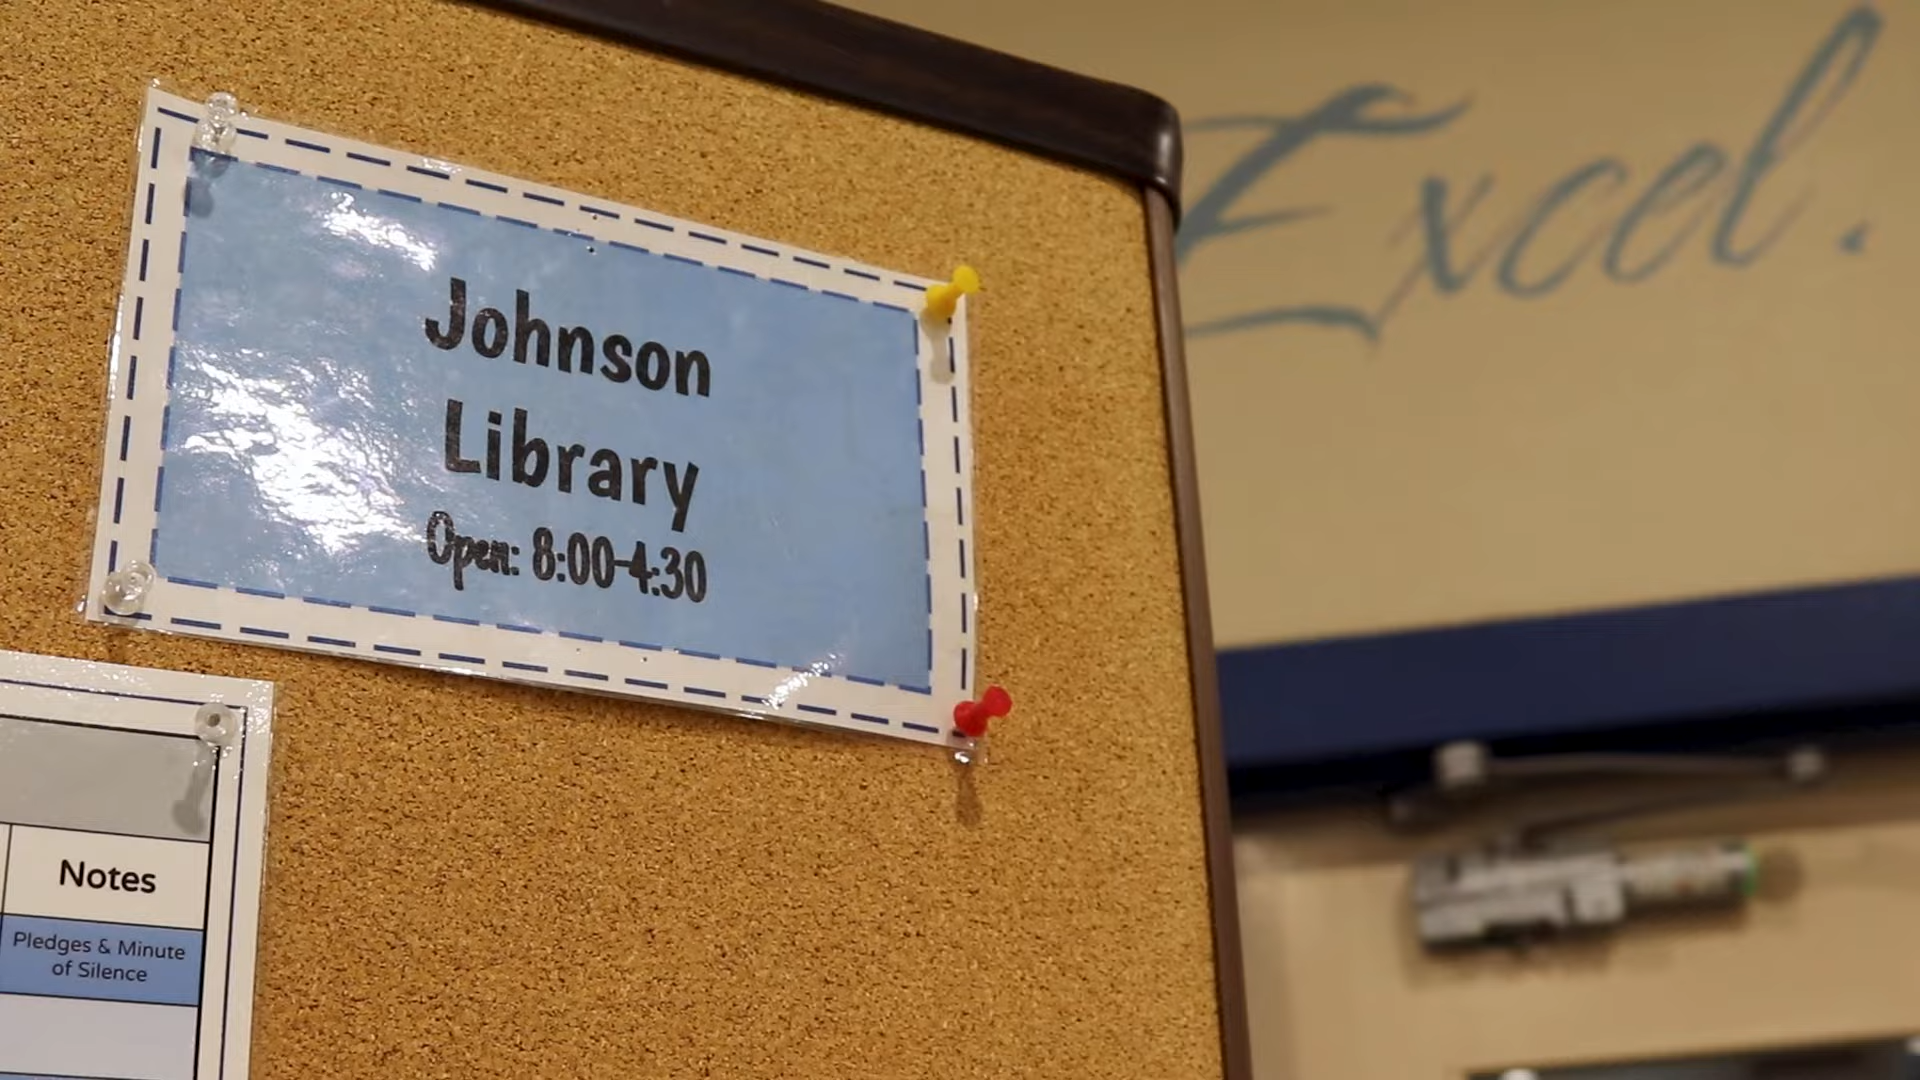 Excel.
Johnson
Library
Open: 8:00-4:30
Notes
Pledges & Minute
of Silence